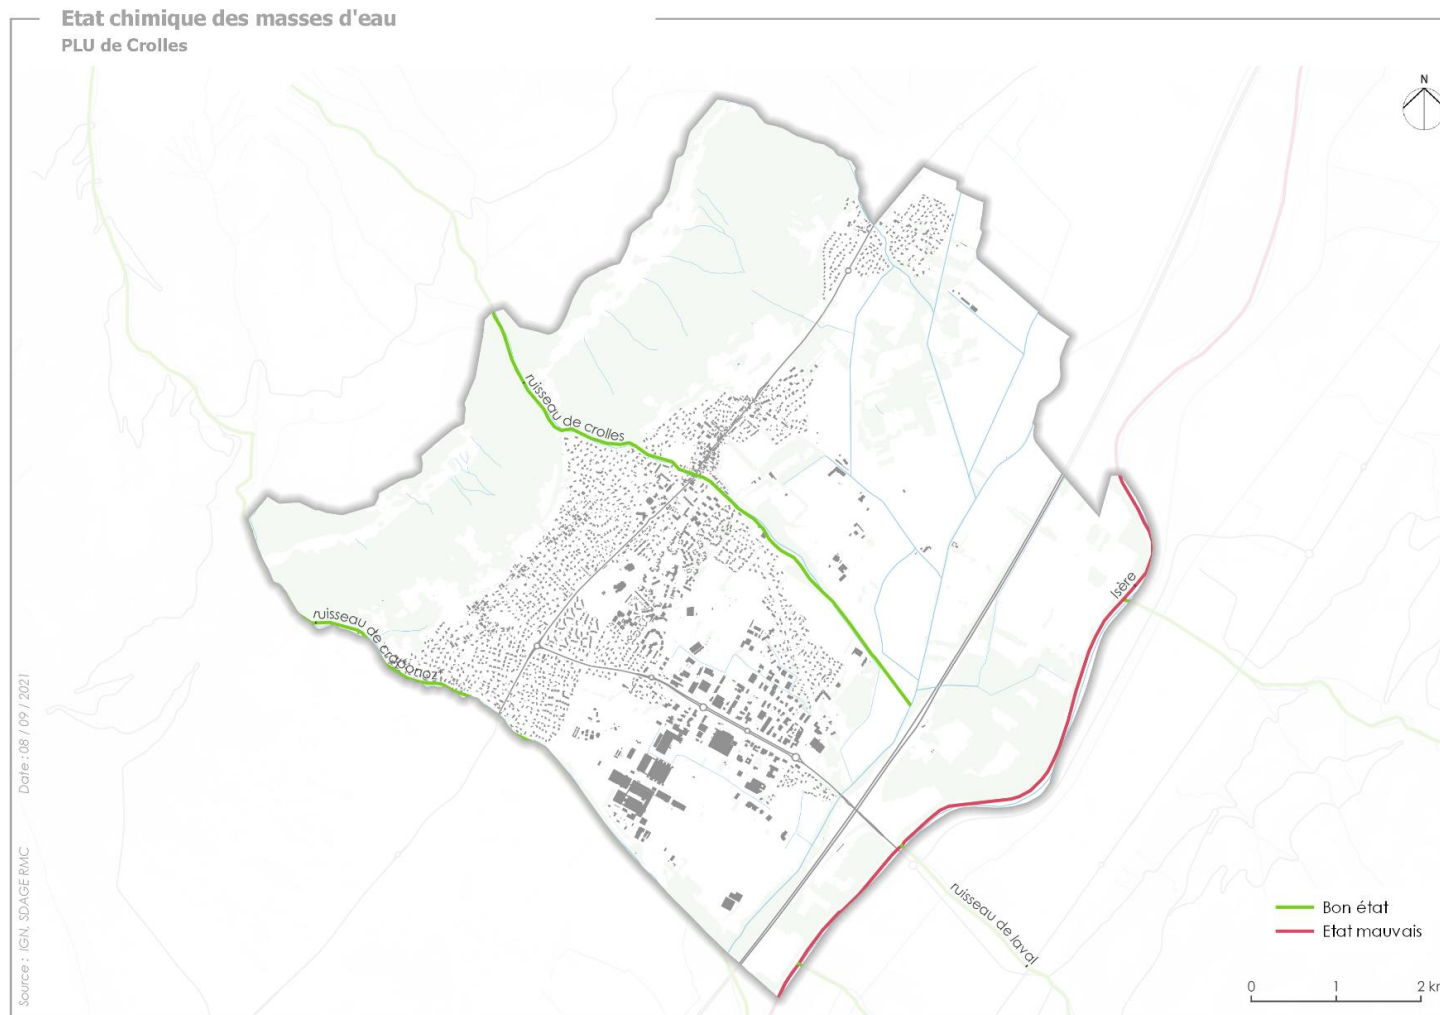 Etat chimique des masses d'eau
PLU de Crolles
N
ruisseau de crolles
Isère
ruisseau de craponoz
ruisseau de laval
Bon état
Etat mauvais
0 1 2 km
Source : IGN, SDAGE RMC Date : 08 / 09 / 2021